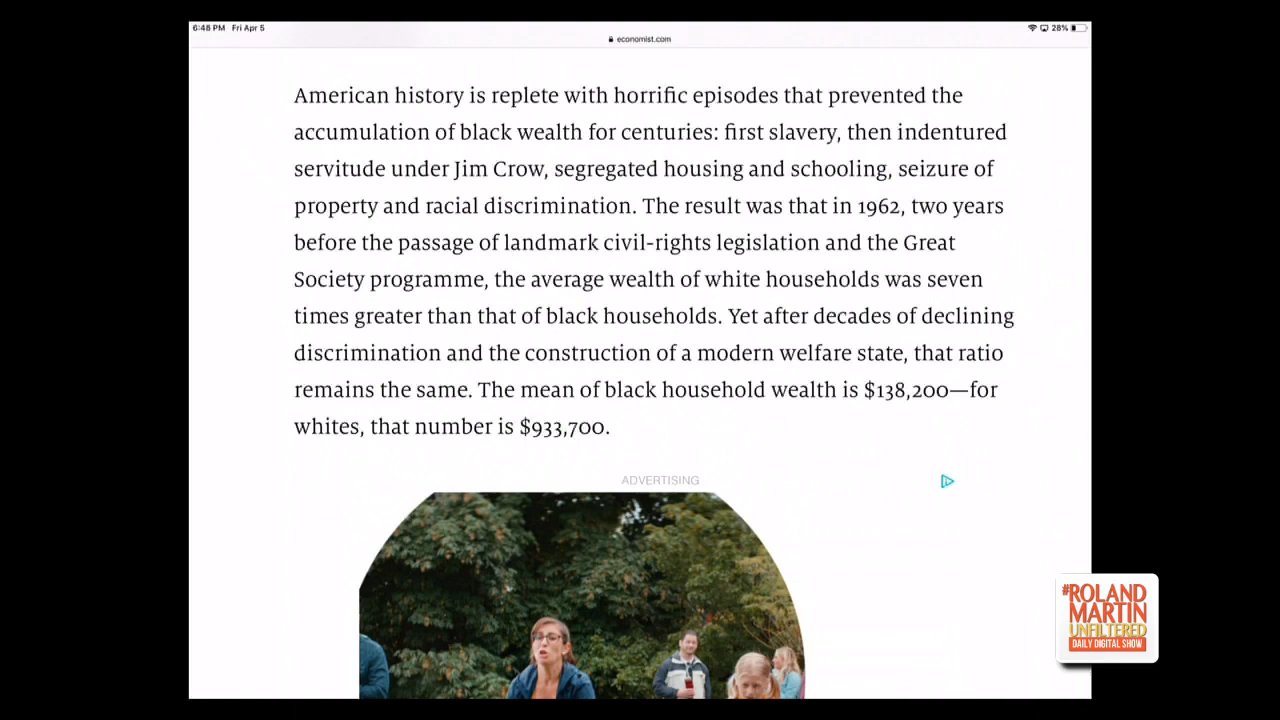 6:48 PM Fri Apr 5
28%
economist.com
American history is replete with horrific episodes that prevented the
accumulation of black wealth for centuries: first slavery, then indentured
servitude under Jim Crow, segregated housing and schooling, seizure of
property and racial discrimination. The result was that in 1962, two years
before the passage of landmark civil-rights legislation and the Great
Society programme, the average wealth of white households was seven
times greater than that of black households. Yet after decades of declining
discrimination and the construction of a modern welfare state, that ratio
remains the same. The mean of black household wealth is $138,200—for
whites, that number is $933,700.
ADVERTISING
#ROLAND
MARTIN
UNFILTERED
DAILY DIGITAL SHOW